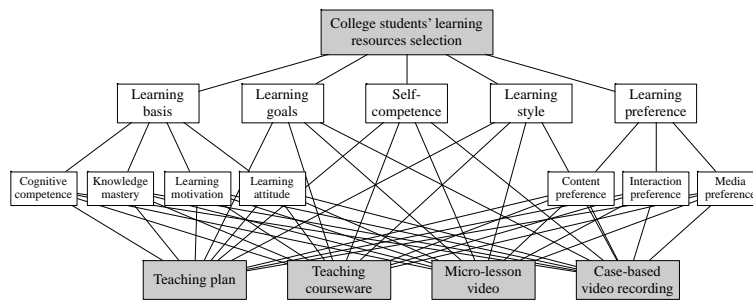 College students' learning
resources selection
Learning
basis
Learning
goals
Self-
competence
Learning
style
Learning
preference
Cognitive
competence
Knowledge
mastery
Learning
motivation
Learning
attitude
Content
preference
Interaction
preference
Media
preference
Teaching plan
Teaching
courseware
Micro-lesson
video
Case-based
video recording